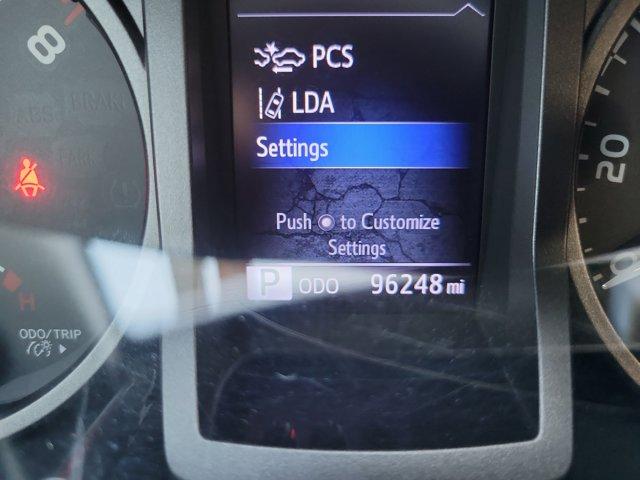 8
PCS
LDA
Settings
Push to Customize
Settings
P ODO 96248 mi
H
ODO/TRIP
20